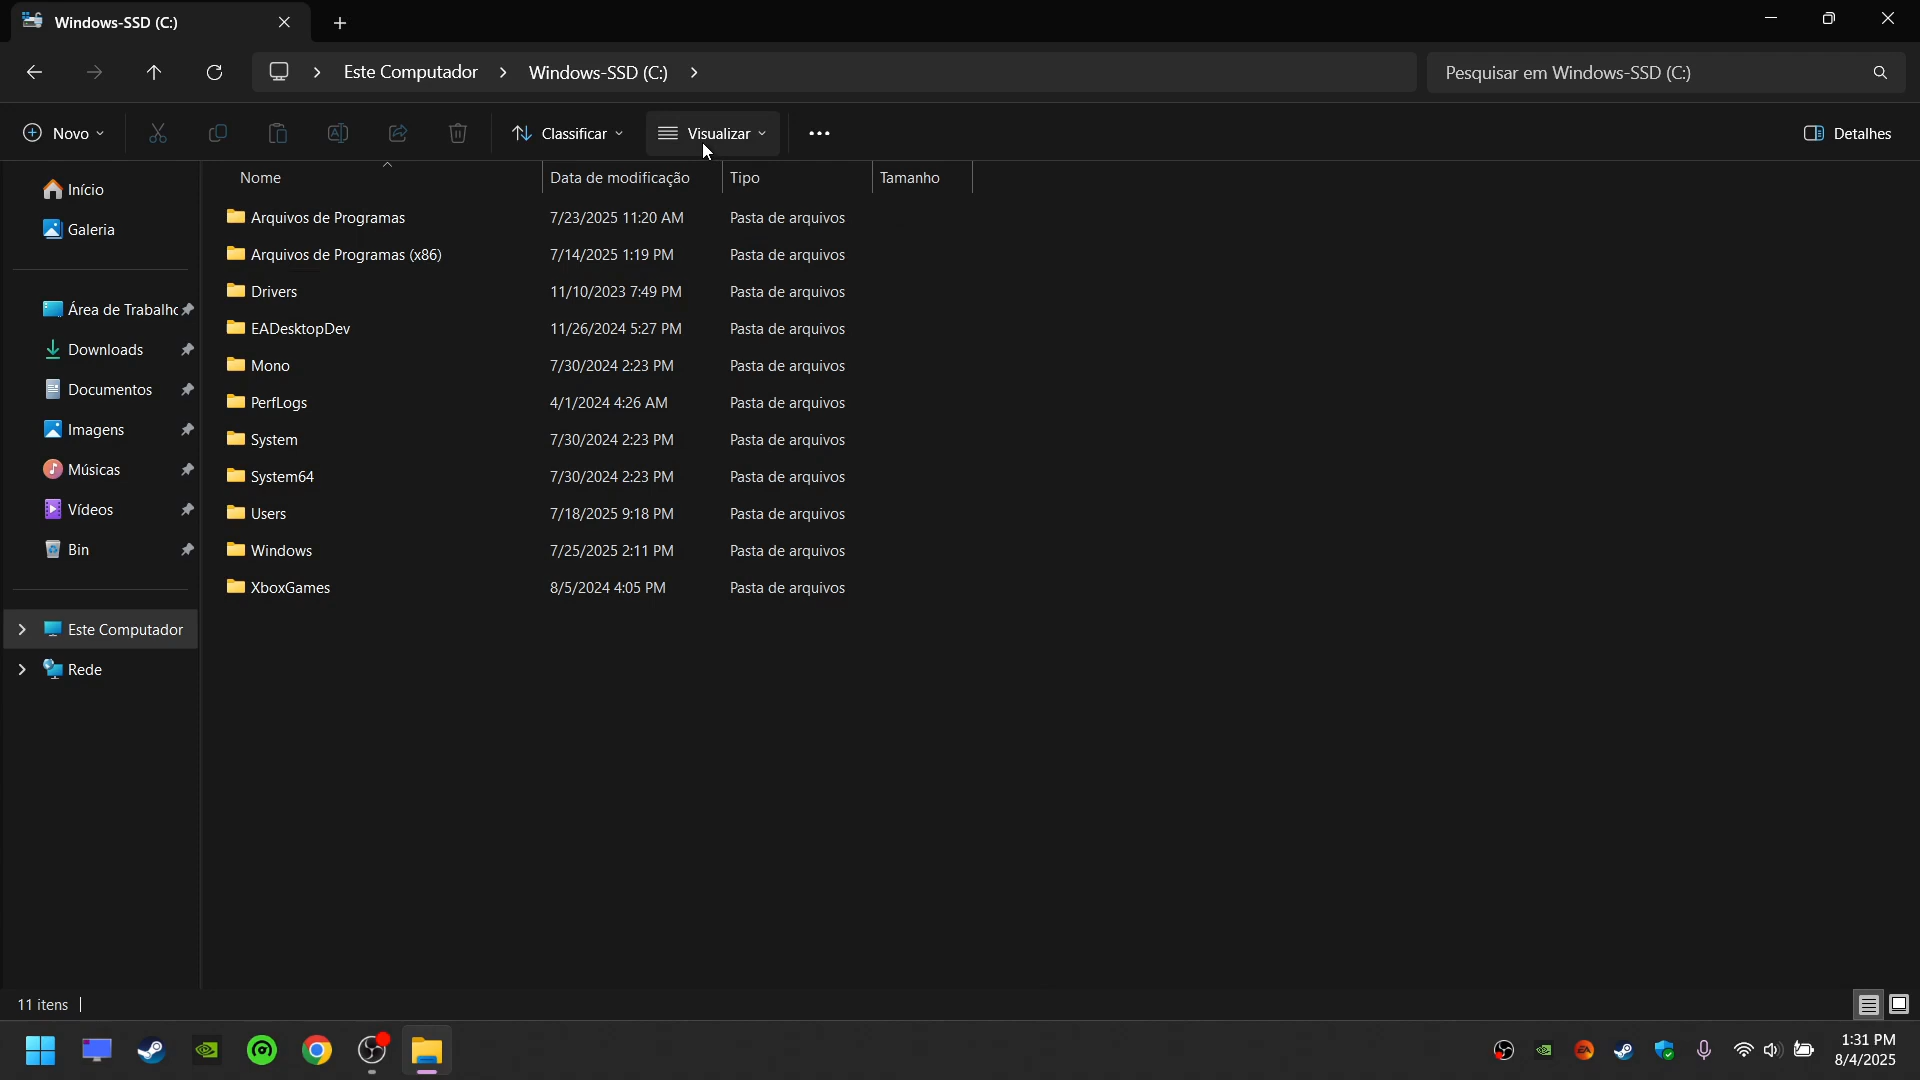 Windows-SSD (C:)
Este Computador > Windows-SSD (C:) >
Pesquisar em Windows-SSD (C:)
Novo
Classificar
Visualizar
Detalhes
Nome Data de modificação Tipo Tamanho
Início
Galeria
Área de Trabalho
Downloads
Documentos
Imagens
Músicas
Vídeos
Bin
Este Computador
Rede
Arquivos de Programas 7/23/2025 11:20 AM Pasta de arquivos
Arquivos de Programas (x86) 7/14/2025 1:19 PM Pasta de arquivos
Drivers 11/10/2023 7:49 PM Pasta de arquivos
EADesktopDev 11/26/2024 5:27 PM Pasta de arquivos
Mono 7/30/2024 2:23 PM Pasta de arquivos
PerfLogs 4/1/2024 4:26 AM Pasta de arquivos
System 7/30/2024 2:23 PM Pasta de arquivos
System64 7/30/2024 2:23 PM Pasta de arquivos
Users 7/18/2025 9:18 PM Pasta de arquivos
Windows 7/25/2025 2:11 PM Pasta de arquivos
XboxGames 8/5/2024 4:05 PM Pasta de arquivos
11 itens
EA
1:31 PM
8/4/2025